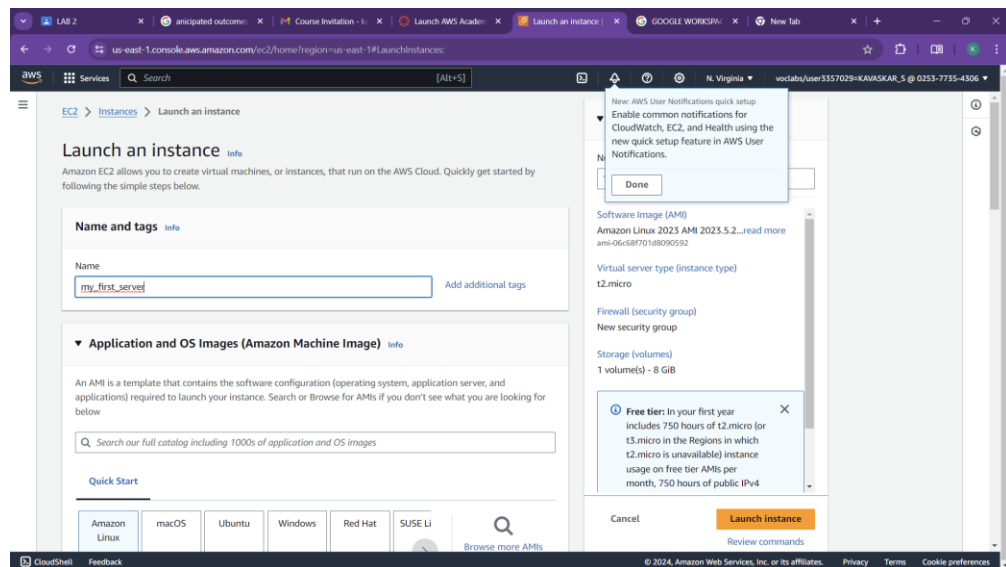 LAB 2
anicipated outcomes
Course Invitation - k
Launch AWS Academ
Launch an instance |
GOOGLE WORKSPAC
New Tab
us-east-1.console.aws.amazon.com/ec2/home?region=us-east-1#LaunchInstances:
K
aws
Services
Search
[Alt+S]
N. Virginia
voclabs/user3357029=KAVASKAR_S @ 0253-7735-4306
EC2 > Instances > Launch an instance
Launch an instance Info
Amazon EC2 allows you to create virtual machines, or instances, that run on the AWS Cloud. Quickly get started by
following the simple steps below.
Name and tags Info
Name
my_first_server
Add additional tags
Application and OS Images (Amazon Machine Image) Info
An AMI is a template that contains the software configuration (operating system, application server, and
applications) required to launch your instance. Search or Browse for AMIs if you don't see what you are looking for
below
Search our full catalog including 1000s of application and OS images
Quick Start
Amazon
Linux
macOS
Ubuntu
Windows
Red Hat
SUSE Li
Browse more AMIs
New: AWS User Notifications quick setup
Enable common notifications for
CloudWatch, EC2, and Health using the
new quick setup feature in AWS User
Notifications.
Done
Software Image (AMI)
Amazon Linux 2023 AMI 2023.5.2...read more
ami-06c68f701d8090592
Virtual server type (instance type)
t2.micro
Firewall (security group)
New security group
Storage (volumes)
1 volume(s) - 8 GiB
Free tier: In your first year
includes 750 hours of t2.micro (or
t3.micro in the Regions in which
t2.micro is unavailable) instance
usage on free tier AMIs per
month, 750 hours of public IPv4
Cancel
Launch instance
Review commands
CloudShell
Feedback
© 2024, Amazon Web Services, Inc. or its affiliates.
Privacy
Terms
Cookie preferences